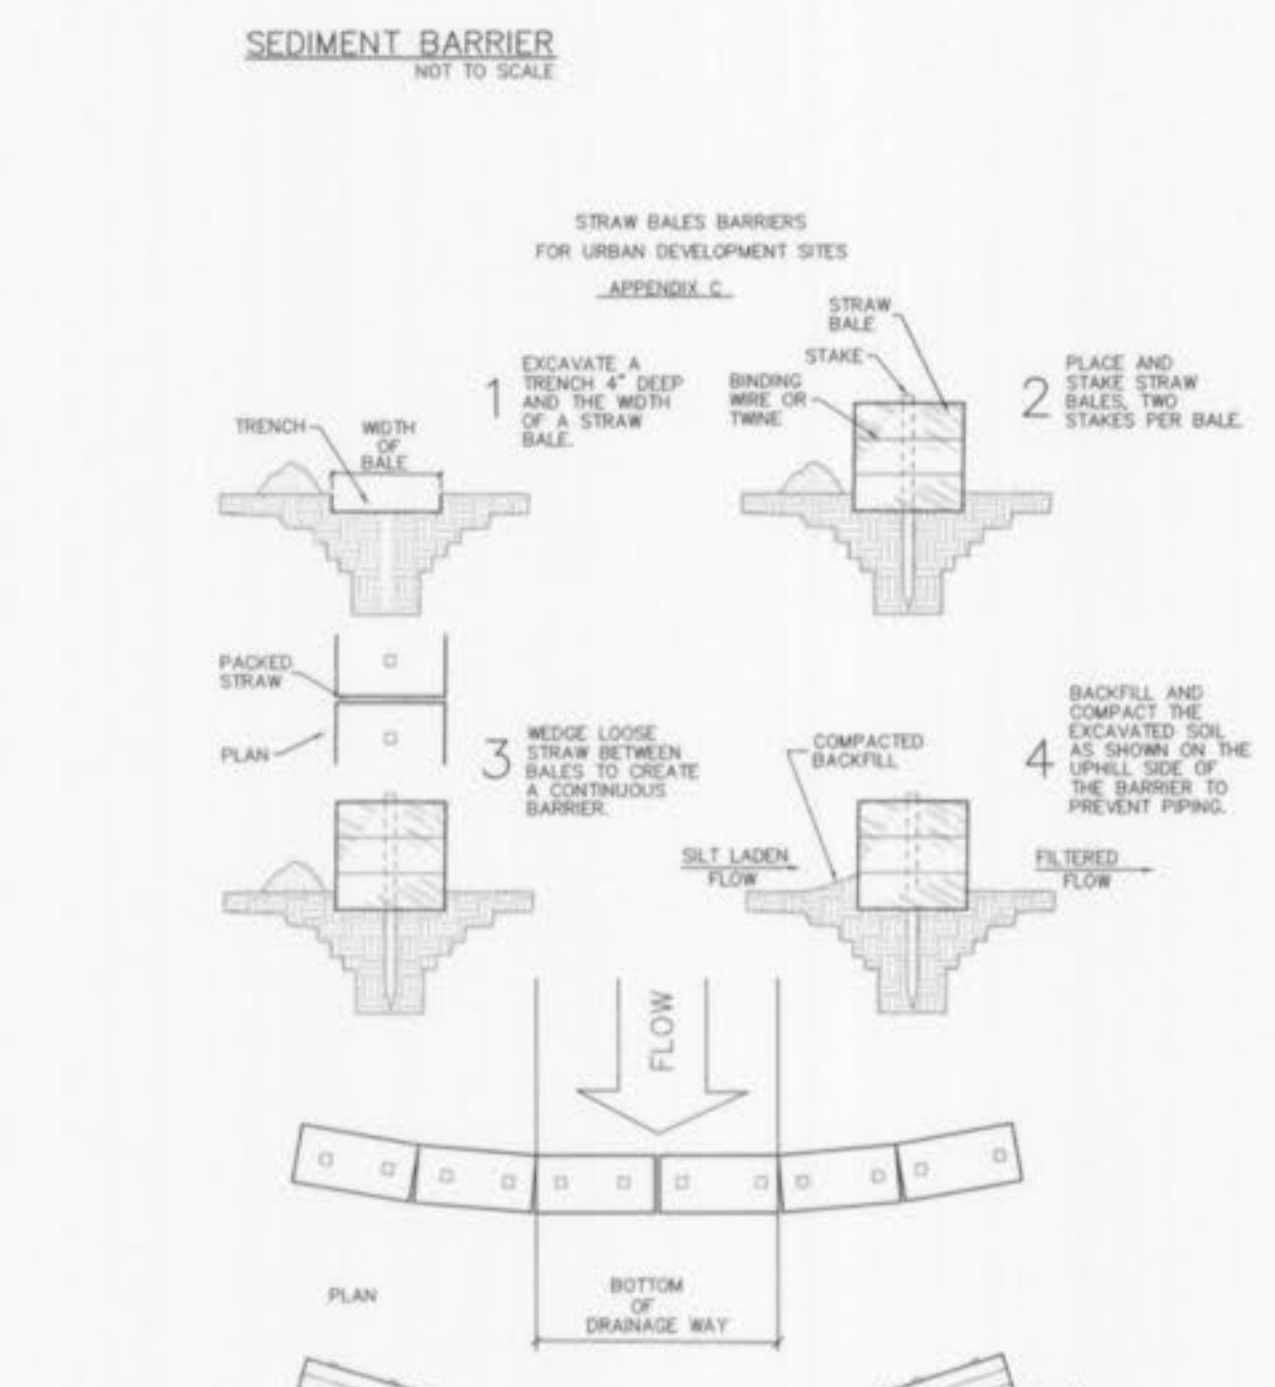 SEDIMENT BARRIER
NOT TO SCALE
STRAW BALES BARRIERS
FOR URBAN DEVELOPMENT SITES
APPENDIX C
1
EXCAVATE A
TRENCH 4" DEEP
AND THE WIDTH
OF A STRAW
BALE.
TRENCH
WIDTH
OF
BALE
STRAW
BALE
STAKE
BINDING
WIRE OR
TWINE
2
PLACE AND
STAKE STRAW
BALES, TWO
STAKES PER BALE.
PACKED
STRAW
PLAN
3
WEDGE LOOSE
STRAW BETWEEN
BALES TO CREATE
A CONTINUOUS
BARRIER.
COMPACTED
BACKFILL
4
BACKFILL AND
COMPACT THE
EXCAVATED SOIL
AS SHOWN ON THE
UPHILL SIDE OF
THE BARRIER TO
PREVENT PIPING.
SILT LADEN
FLOW
FILTERED
FLOW
FLOW
PLAN
BOTTOM
OF
DRAINAGE WAY